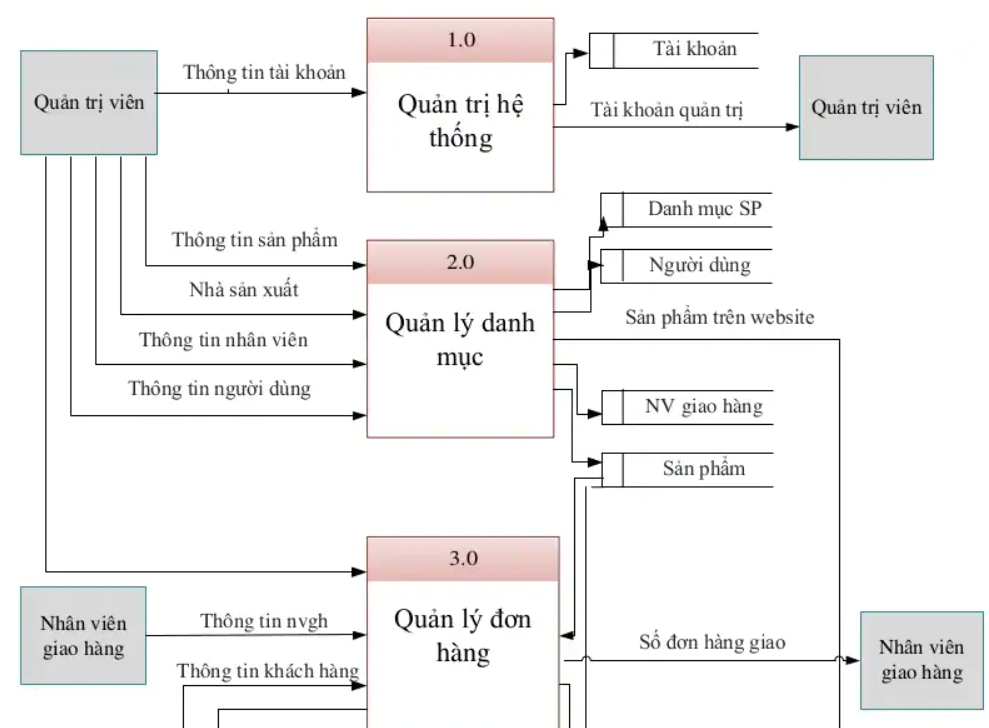 1.0
Tài khoản
Thông tin tài khoản
Quản trị viên
Quản trị hệ
thống
Tài khoản quản trị
Quản trị viên
Danh mục SP
Thông tin sản phẩm
2.0
Người dùng
Nhà sản xuất
Quản lý danh
mục
Sản phẩm trên website
Thông tin nhân viên
Thông tin người dùng
NV giao hàng
Sản phẩm
3.0
Nhân viên
giao hàng
Thông tin nvgh
Quản lý đơn
hàng
Số đơn hàng giao
Nhân viên
giao hàng
Thông tin khách hàng